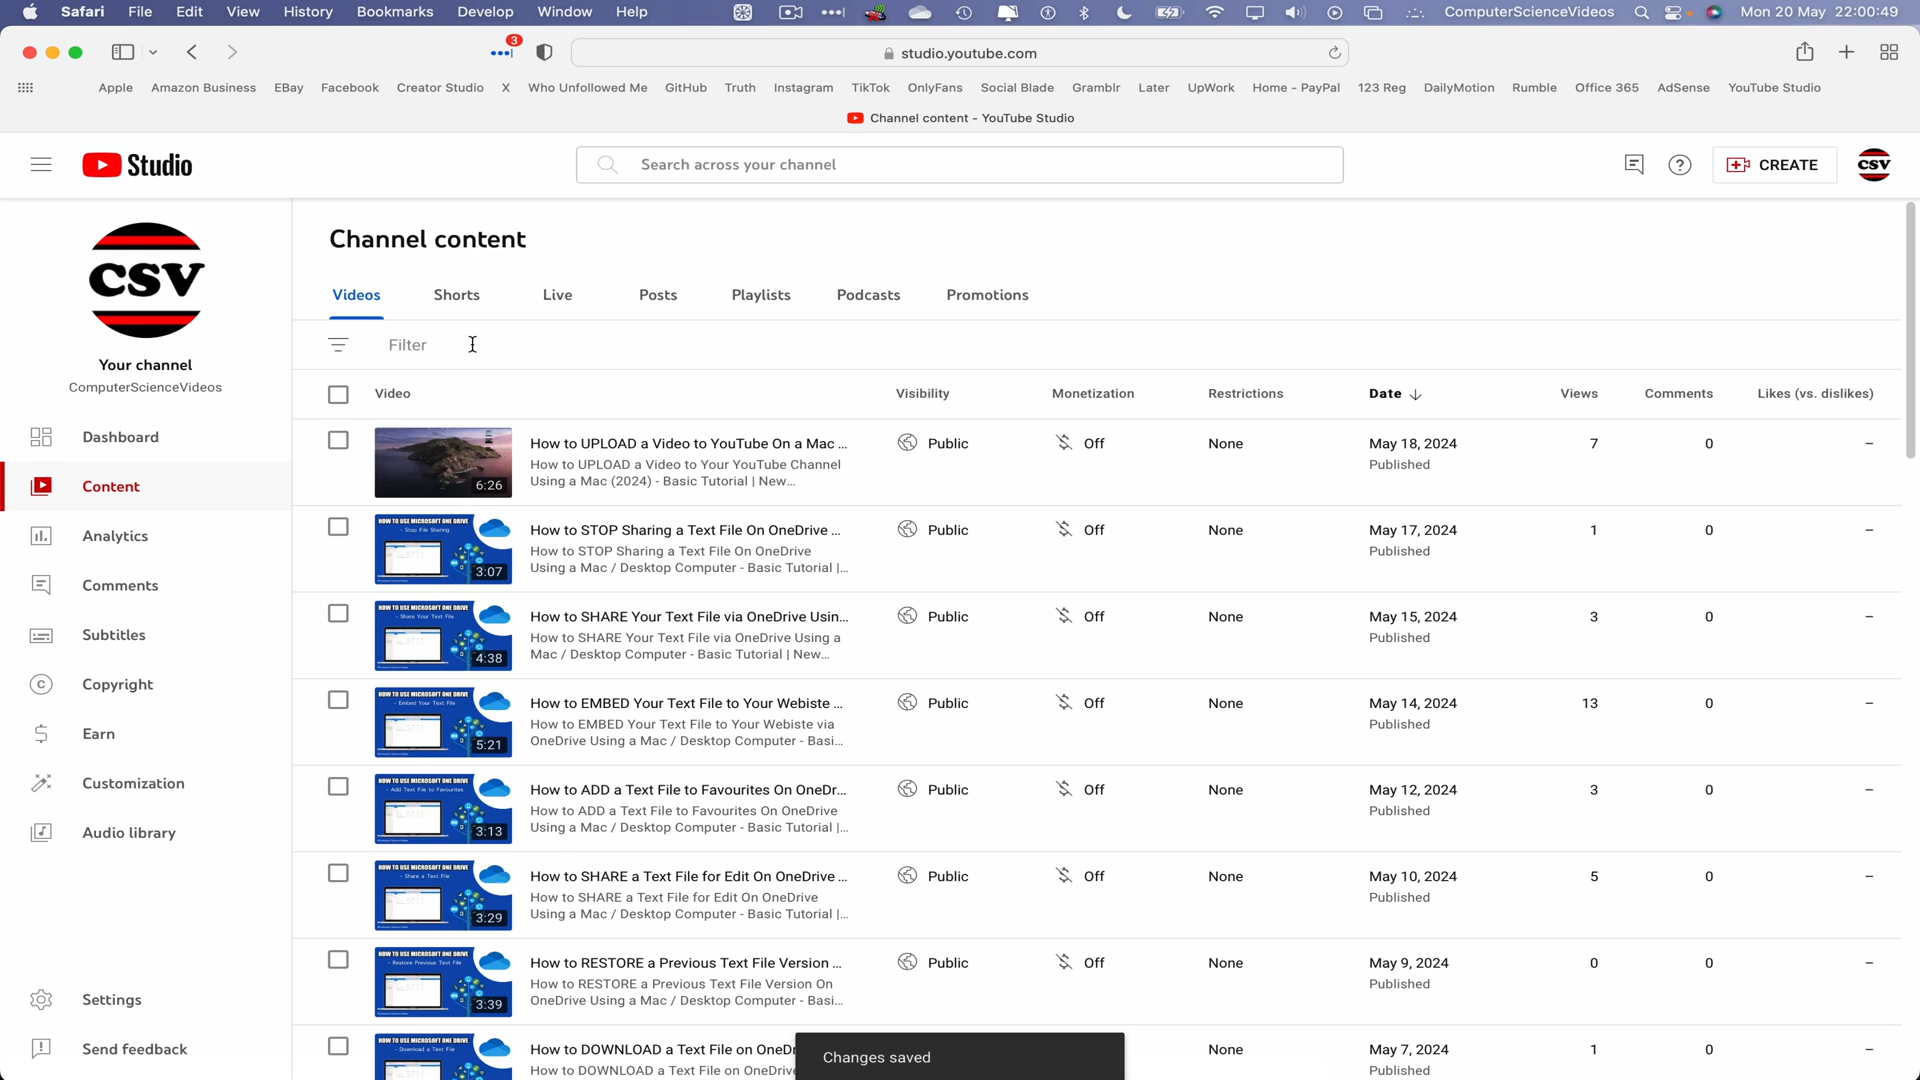 Safari File Edit View History Bookmarks Develop Window Help ComputerScienceVideos Mon 20 May 22:00:49
3
studio.youtube.com
Apple Amazon Business EBay Facebook Creator Studio X Who Unfollowed Me GitHub Truth Instagram TikTok OnlyFans Social Blade Gramblr Later UpWork Home - PayPal 123 Reg DailyMotion Rumble Office 365 AdSense YouTube Studio
Channel content - YouTube Studio
Studio
Search across your channel
CREATE
CSV
CSV
Your channel
ComputerScienceVideos
Dashboard
Content
Analytics
Comments
Subtitles
Copyright
Earn
Customization
Audio library
Settings
Send feedback
Channel content
Videos Shorts Live Posts Playlists Podcasts Promotions
Filter
Video Visibility Monetization Restrictions Date Views Comments Likes (vs. dislikes)
How to UPLOAD a Video to YouTube On a Mac ... Public Off None May 18, 2024 7 0 –
How to UPLOAD a Video to Your YouTube Channel Published
Using a Mac (2024) - Basic Tutorial | New...
6:26
HOW TO USE MICROSOFT ONE DRIVE
- Stop File Sharing
3:07
How to STOP Sharing a Text File On OneDrive ... Public Off None May 17, 2024 1 0 –
How to STOP Sharing a Text File On OneDrive Published
Using a Mac / Desktop Computer - Basic Tutorial |...
HOW TO USE MICROSOFT ONE DRIVE
- Share Your Text File
4:38
How to SHARE Your Text File via OneDrive Usin... Public Off None May 15, 2024 3 0 –
How to SHARE Your Text File via OneDrive Using a Published
Mac / Desktop Computer - Basic Tutorial | New...
HOW TO USE MICROSOFT ONE DRIVE
- Embed Your Text File
5:21
How to EMBED Your Text File to Your Webiste ... Public Off None May 14, 2024 13 0 –
How to EMBED Your Text File to Your Website via Published
OneDrive Using a Mac / Desktop Computer - Basi...
HOW TO USE MICROSOFT ONE DRIVE
- Add Text File to Favourites
3:13
How to ADD a Text File to Favourites On OneDr... Public Off None May 12, 2024 3 0 –
How to ADD a Text File to Favourites On OneDrive Published
Using a Mac / Desktop Computer - Basic Tutorial |...
HOW TO USE MICROSOFT ONE DRIVE
- Share a Text File
3:29
How to SHARE a Text File for Edit On OneDrive ... Public Off None May 10, 2024 5 0 –
How to SHARE a Text File for Edit On OneDrive Published
Using a Mac / Desktop Computer - Basic Tutorial |...
HOW TO USE MICROSOFT ONE DRIVE
- Restore Previous Text File
3:39
How to RESTORE a Previous Text File Version ... Public Off None May 9, 2024 0 0 –
How to RESTORE a Previous Text File Version On Published
OneDrive Using a Mac / Desktop Computer - Basi...
HOW TO USE MICROSOFT ONE DRIVE
- Download a Text File
How to DOWNLOAD a Text File on OneD None May 7, 2024 1 0 –
How to DOWNLOAD a Text File on OneDrive Published
Changes saved